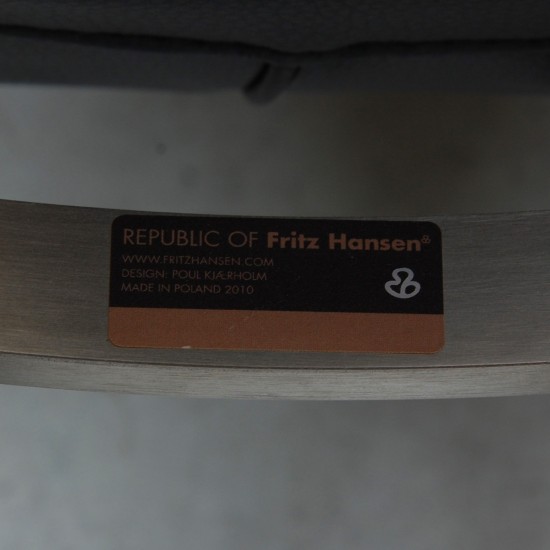 REPUBLIC OF Fritz Hansen®
WWW.FRITZHANSEN.COM
DESIGN: POUL KJÆRHOLM
MADE IN POLAND 2010